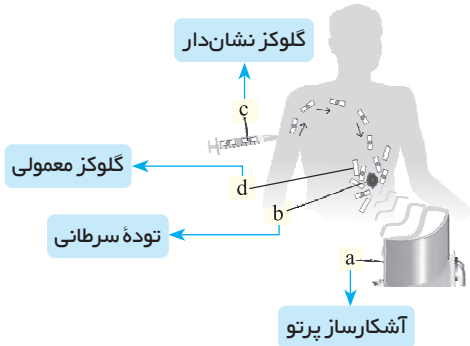 گلوکز نشان‌دار
c
گلوکز معمولی
d
b
تودهٔ سرطانی
a
آشکارساز پرتو